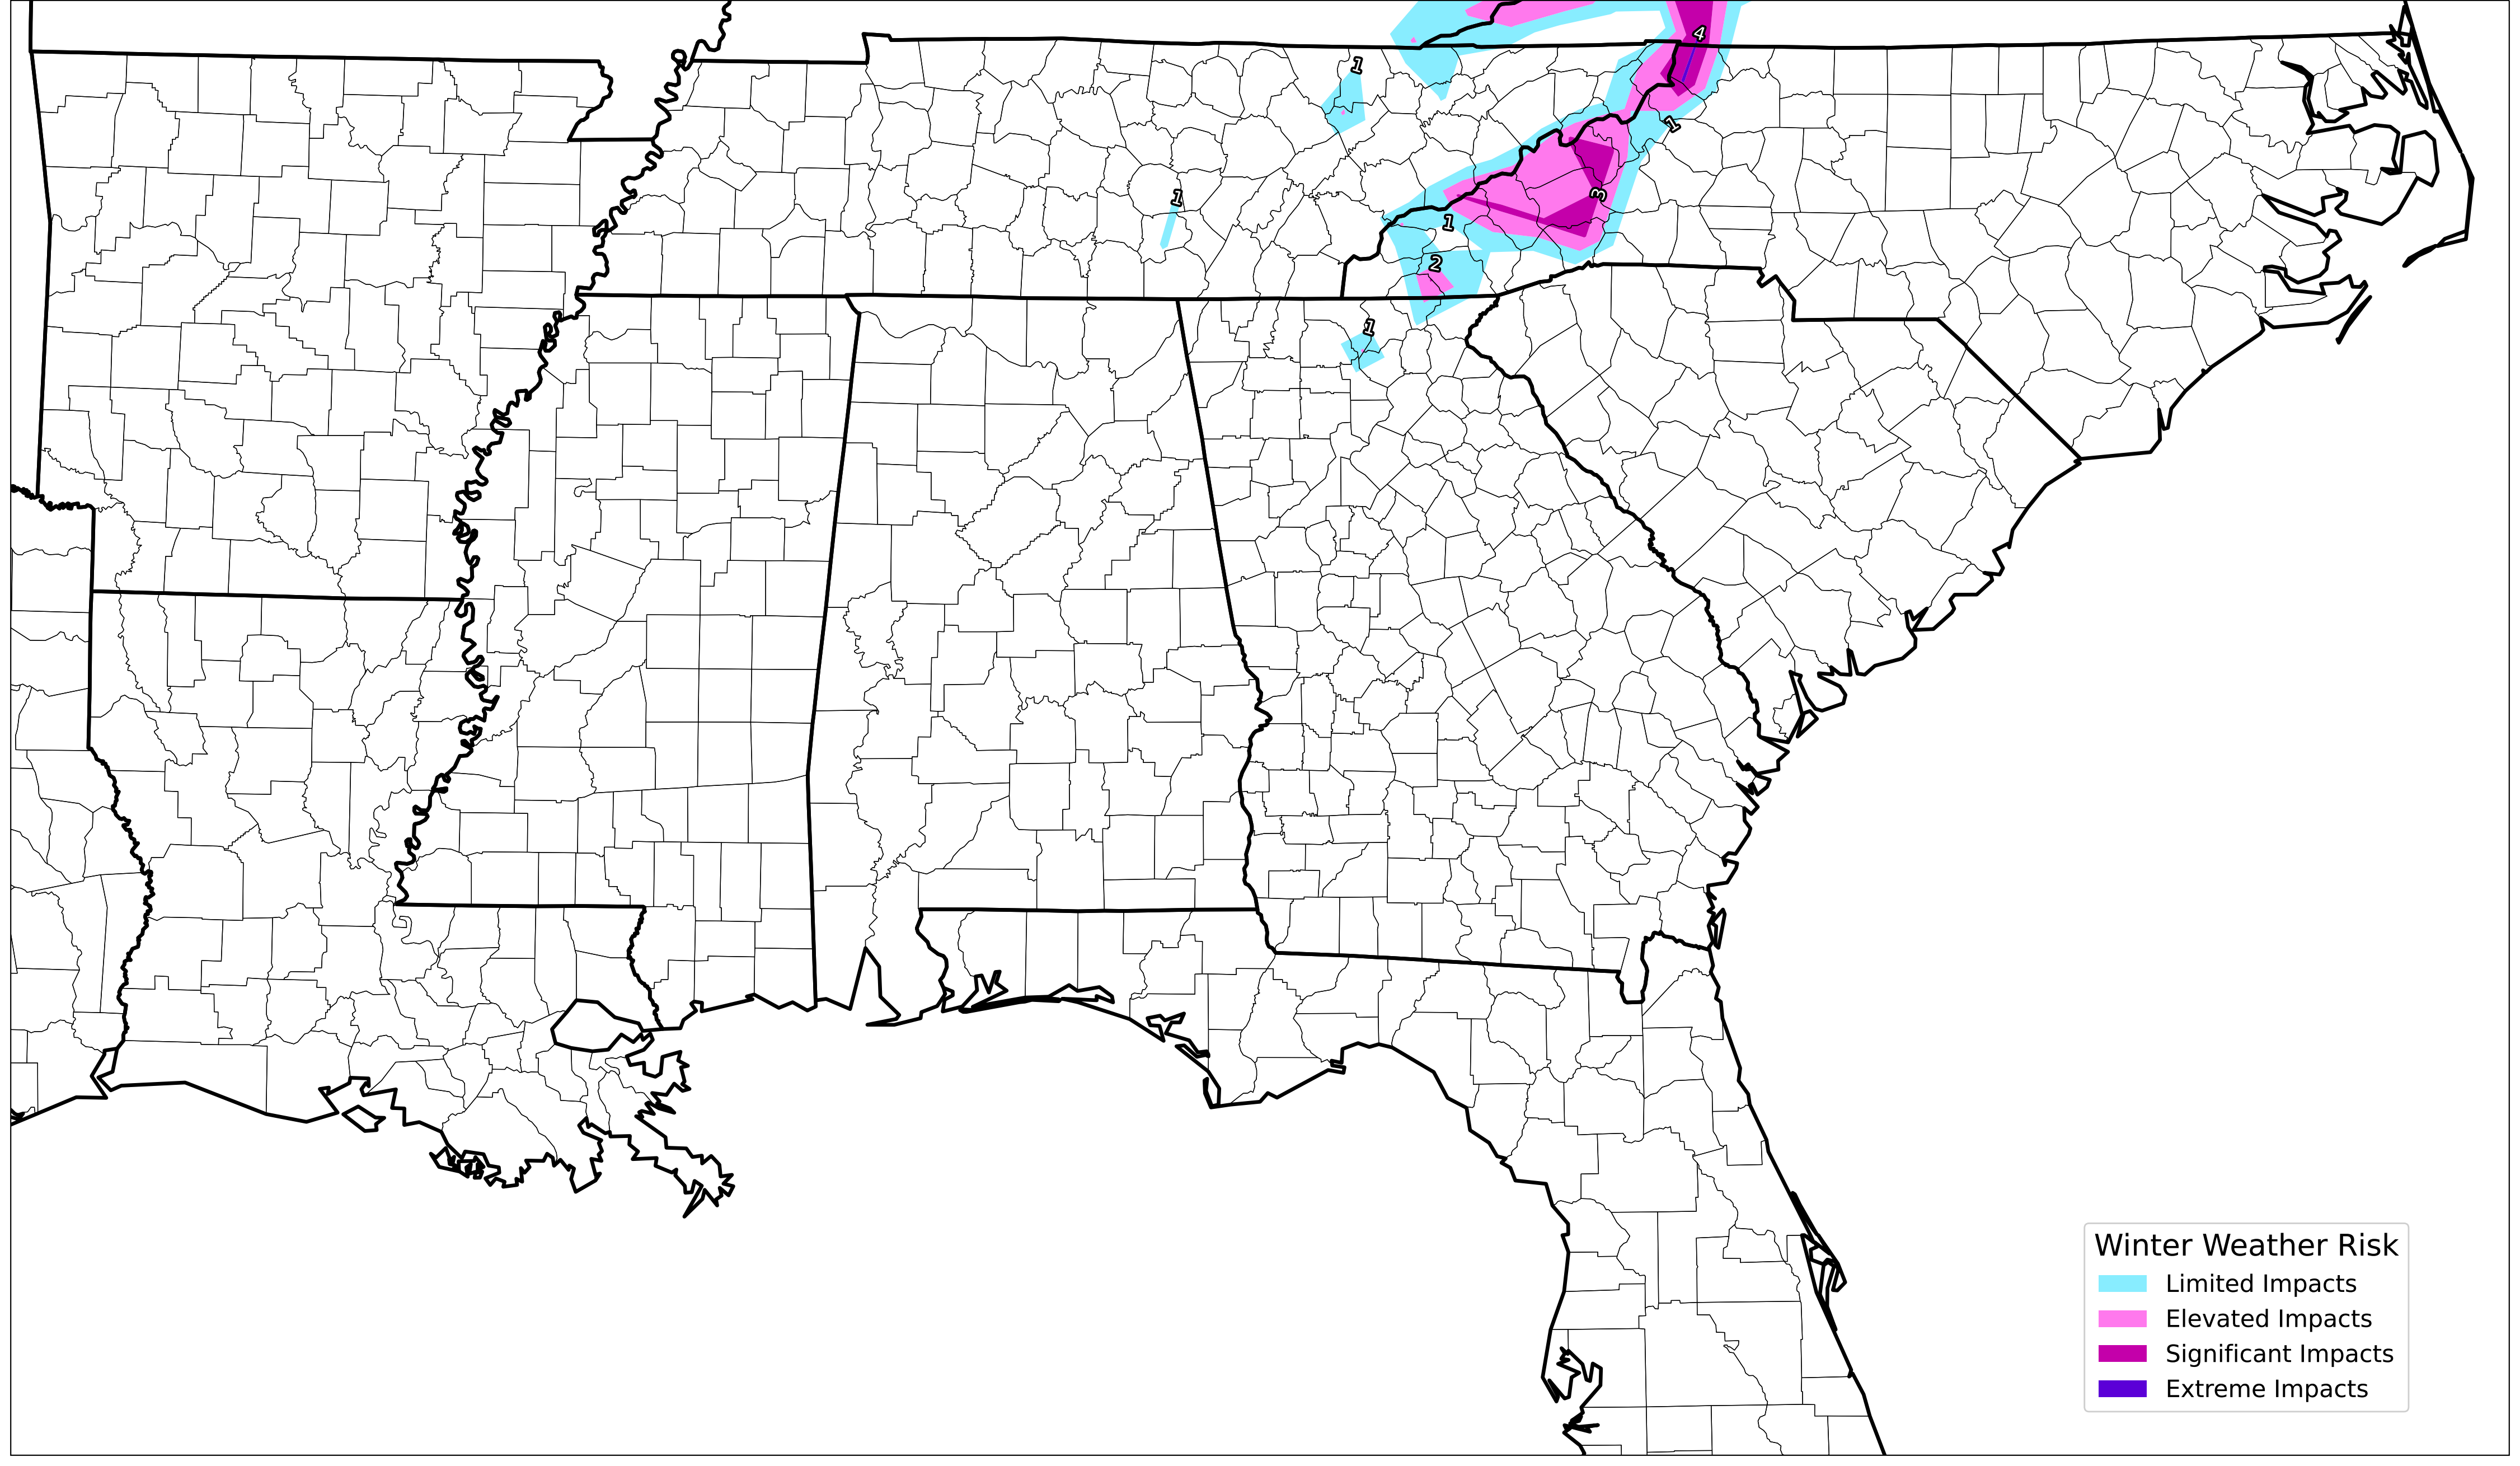 4
1
1
1
3
1
2
1
Winter Weather Risk
Limited Impacts
Elevated Impacts
Significant Impacts
Extreme Impacts